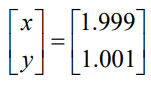 [x] = [1.999]
[y] [1.001]